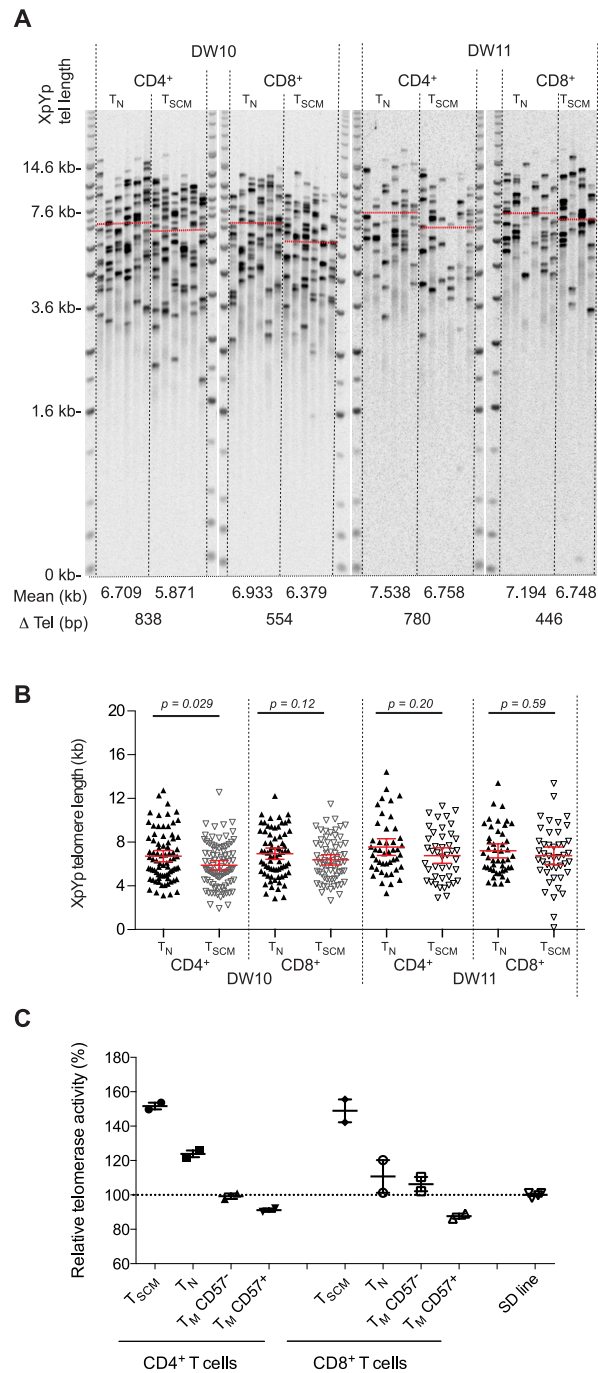 A
DW10 DW11
XpYp tel length
CD4+ CD8+ CD4+ CD8+
TN TSCM TN TSCM TN TSCM TN TSCM
14.6 kb-
7.6 kb-
3.6 kb-
1.6 kb-
0 kb-
Mean (kb) 6.709 5.871 6.933 6.379 7.538 6.758 7.194 6.748
Δ Tel (bp) 838 554 780 446
B
XpYp telomere length (kb)
p = 0.029 p = 0.12 p = 0.20 p = 0.59
20
16
12
8
4
0
TN TSCM TN TSCM TN TSCM TN TSCM
CD4+ CD8+ CD4+ CD8+
DW10 DW11
C
Relative telomerase activity (%)
180
160
140
120
100
80
60
TSCM TN TM CD57- TM CD57+ TSCM TN TM CD57- TM CD57+ SD line
CD4+ T cells CD8+ T cells